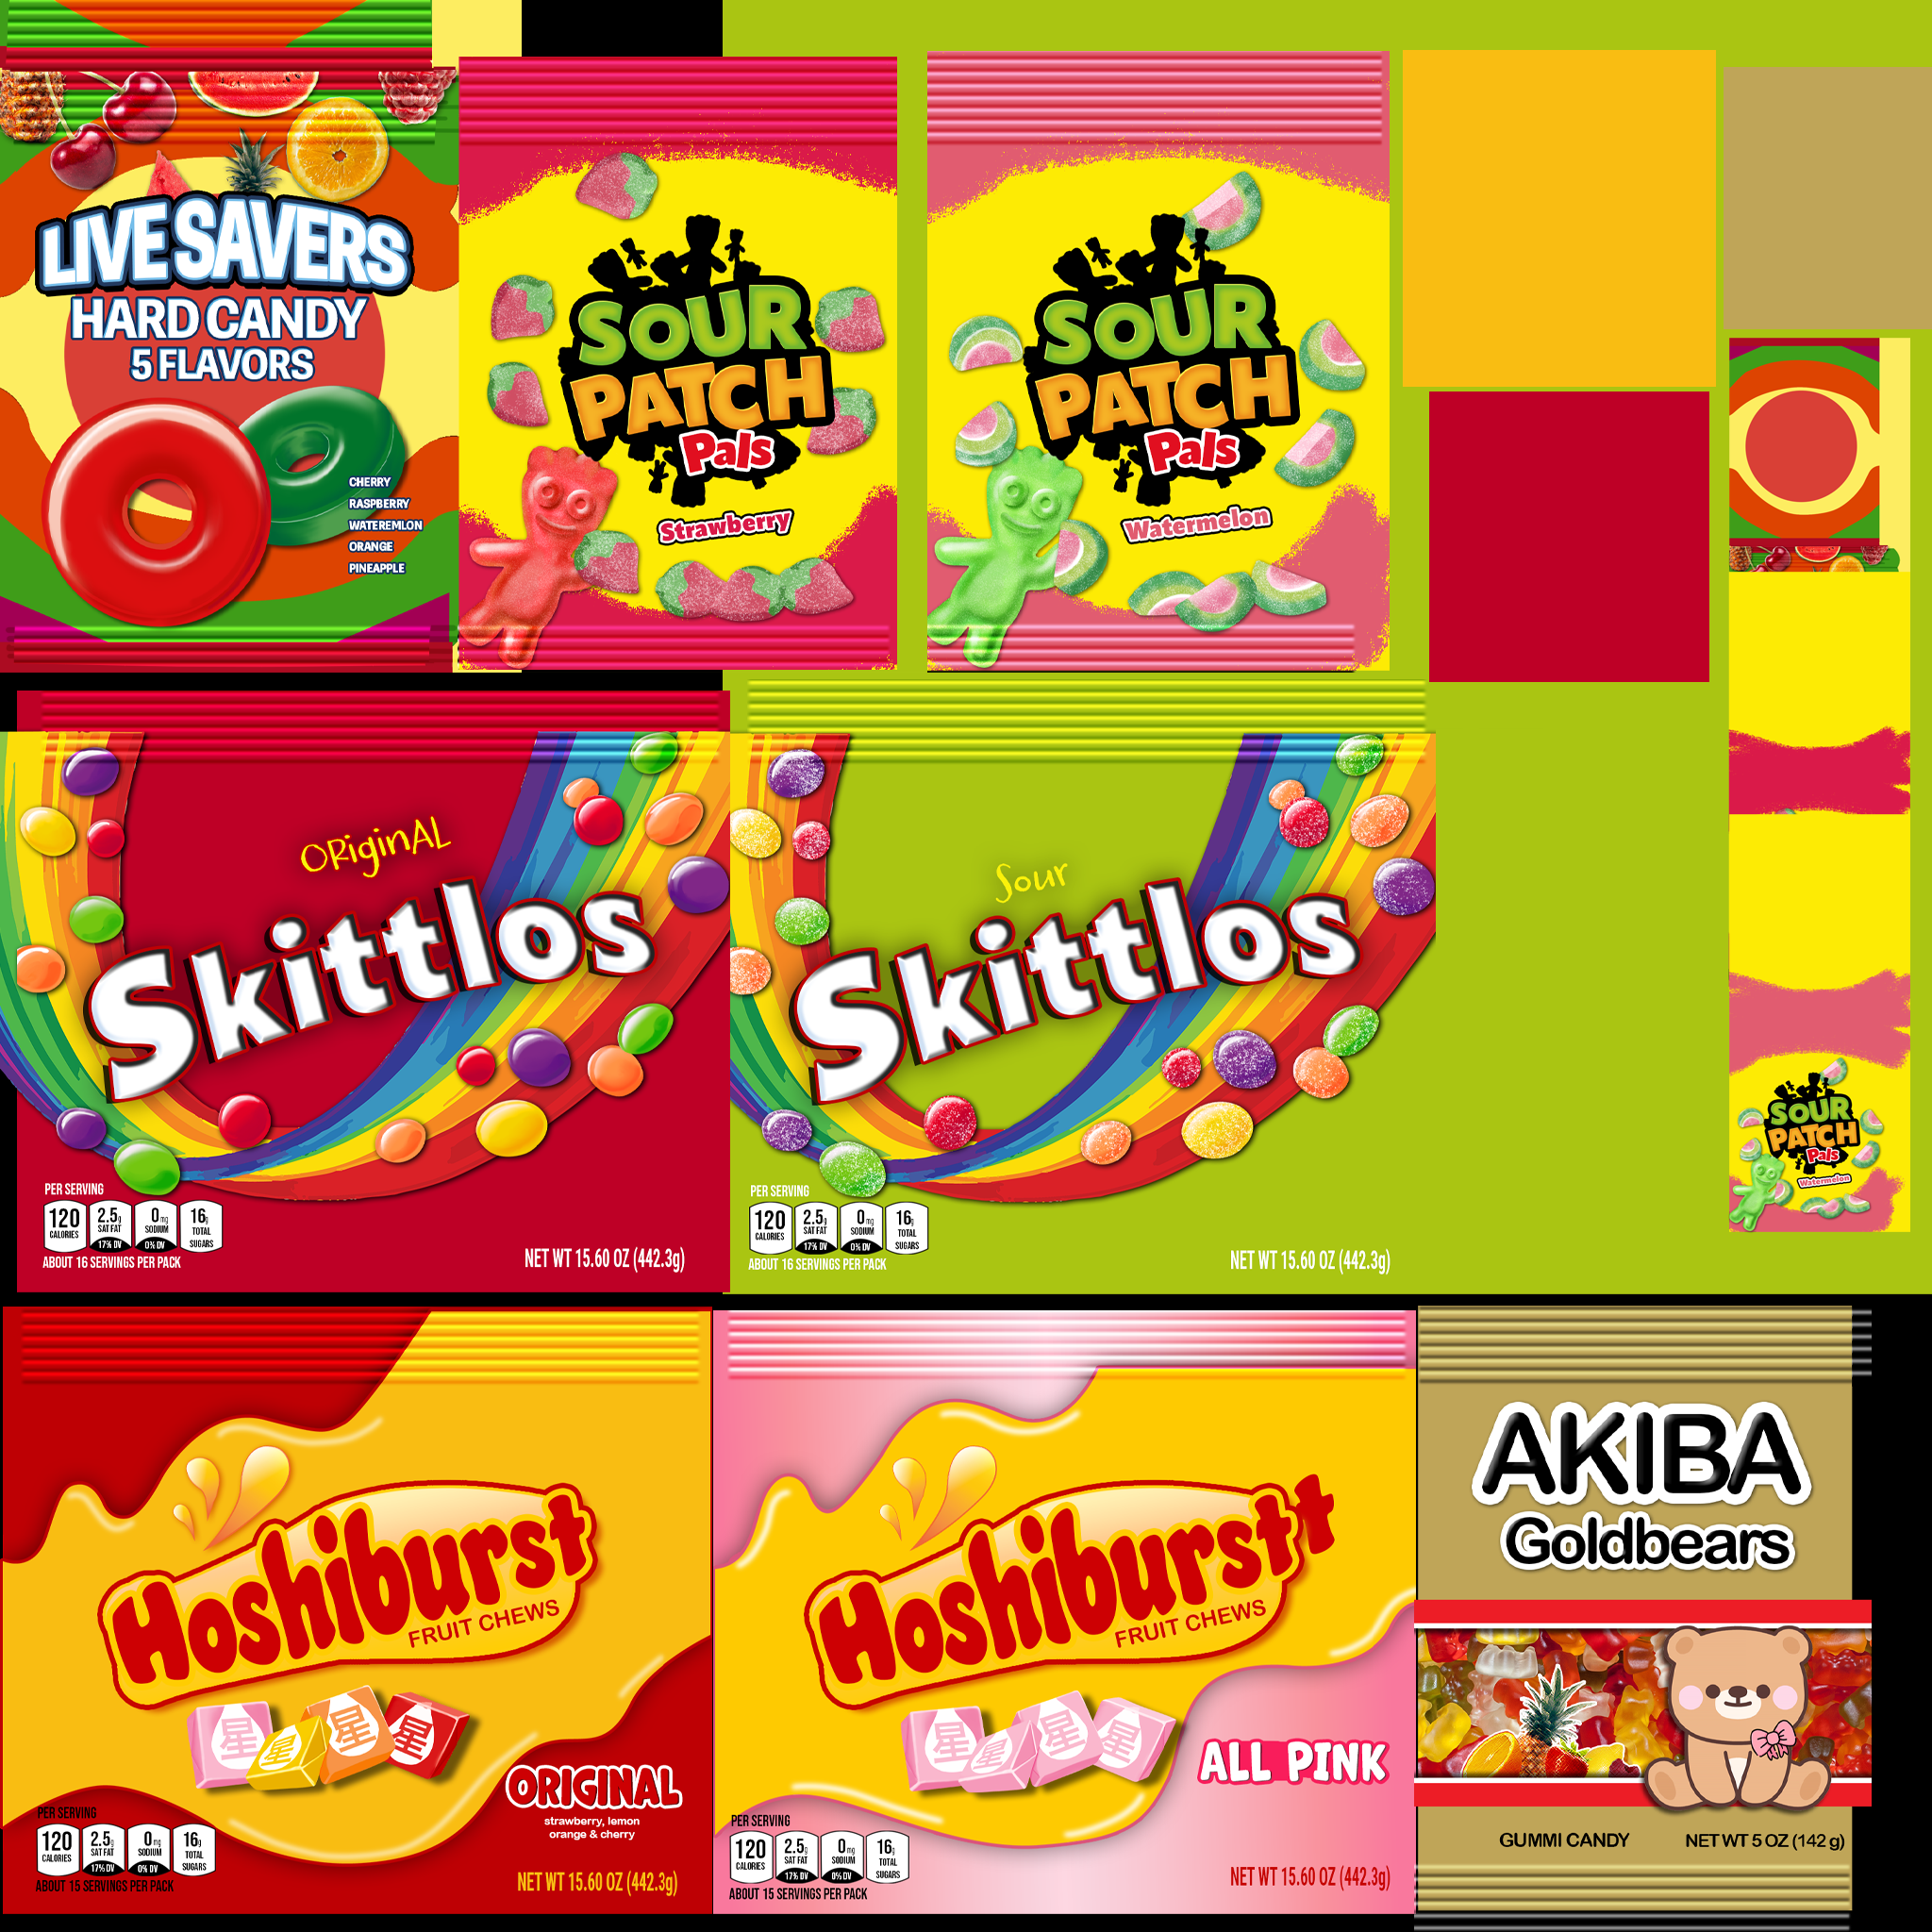 LIVE SAVERS
HARD CANDY
5 FLAVORS
CHERRY
RASPBERRY
WATEREMLON
ORANGE
PINEAPPLE
SOUR
PATCH
Pals
Strawberry
SOUR
PATCH
Pals
Watermelon
ORiginAL
Skittlos
PER SERVING
120 CALORIES
2.5g SAT FAT 17% DV
0mg SODIUM 0% DV
16g TOTAL SUGARS
ABOUT 16 SERVINGS PER PACK
NET WT 15.60 OZ (442.3g)
Sour
Skittlos
PER SERVING
120 CALORIES
2.5g SAT FAT 17% DV
0mg SODIUM 0% DV
16g TOTAL SUGARS
ABOUT 16 SERVINGS PER PACK
NET WT 15.60 OZ (442.3g)
SOUR
PATCH
Pals
Watermelon
Hoshiburst
FRUIT CHEWS
星 星 星 星
ORIGINAL
strawberry, lemon
orange & cherry
PER SERVING
120 CALORIES
2.5g SAT FAT 17% DV
0mg SODIUM 0% DV
16g TOTAL SUGARS
ABOUT 15 SERVINGS PER PACK
NET WT 15.60 OZ (442.3g)
Hoshiburstt
FRUIT CHEWS
星 星 星 星
ALL PINK
PER SERVING
120 CALORIES
2.5g SAT FAT 17% DV
0mg SODIUM 0% DV
16g TOTAL SUGARS
ABOUT 15 SERVINGS PER PACK
NET WT 15.60 OZ (442.3g)
AKIBA
Goldbears
GUMMI CANDY
NET WT 5 OZ (142 g)